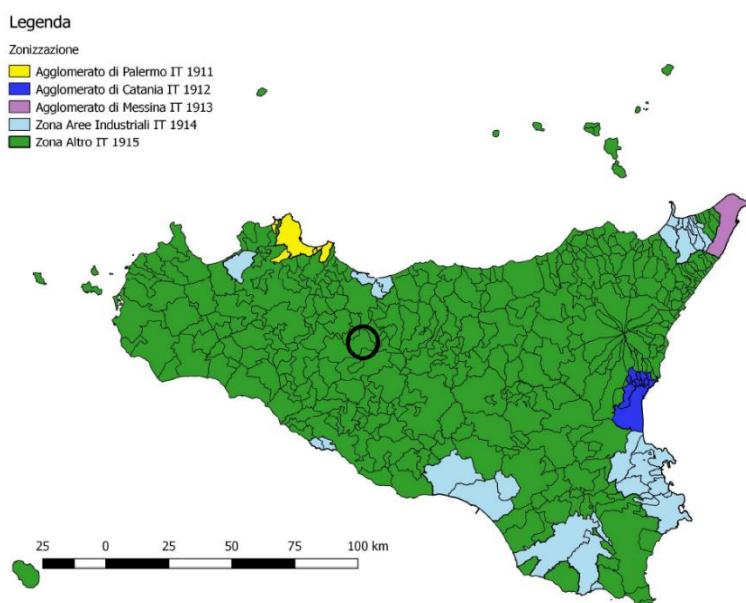 Legenda
Zonizzazione
Agglomerato di Palermo IT 1911
Agglomerato di Catania IT 1912
Agglomerato di Messina IT 1913
Zona Aree Industriali IT 1914
Zona Altro IT 1915
25 0 25 50 75 100 km